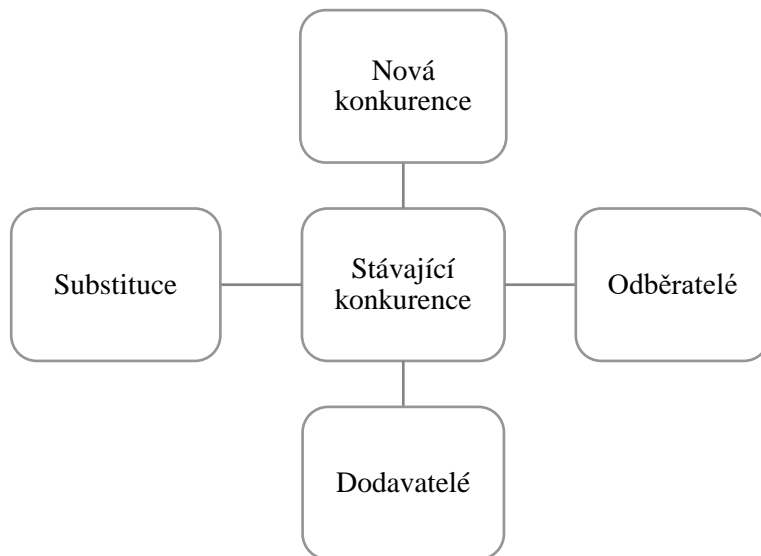 Nová
konkurence
Substituce
Stávající
konkurence
Odběratelé
Dodavatelé